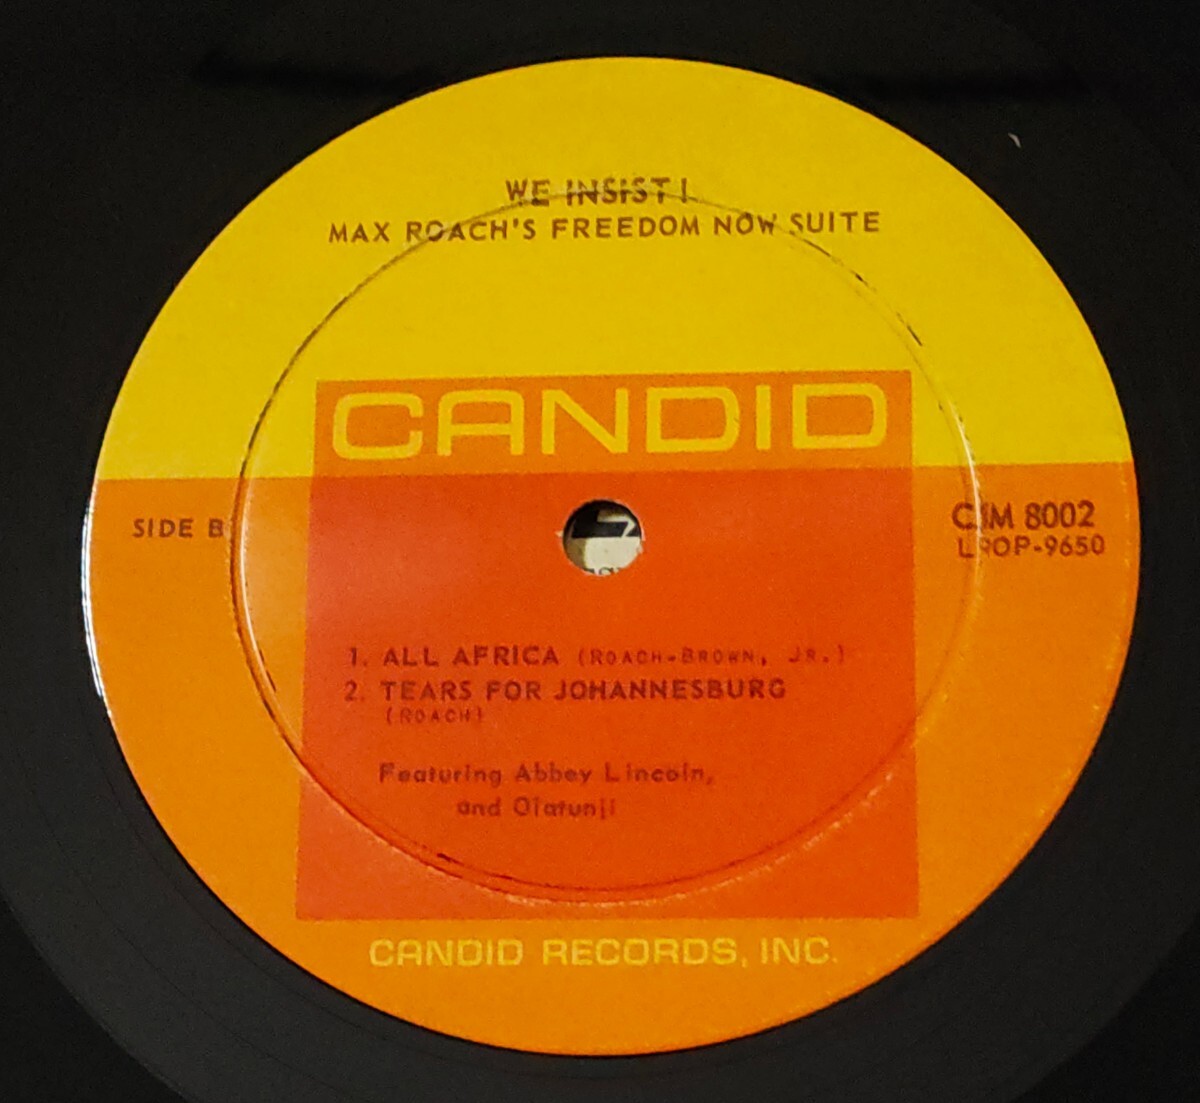 WE INSIST!
MAX ROACH'S FREEDOM NOW SUITE
CANDID
SIDE B
CJM 8002
L9OP-9650
1. ALL AFRICA (ROACH-BROWN, JR.)
2. TEARS FOR JOHANNESBURG
(ROACH)
Featuring Abbey Lincoln,
and Olatunji
CANDID RECORDS, INC.